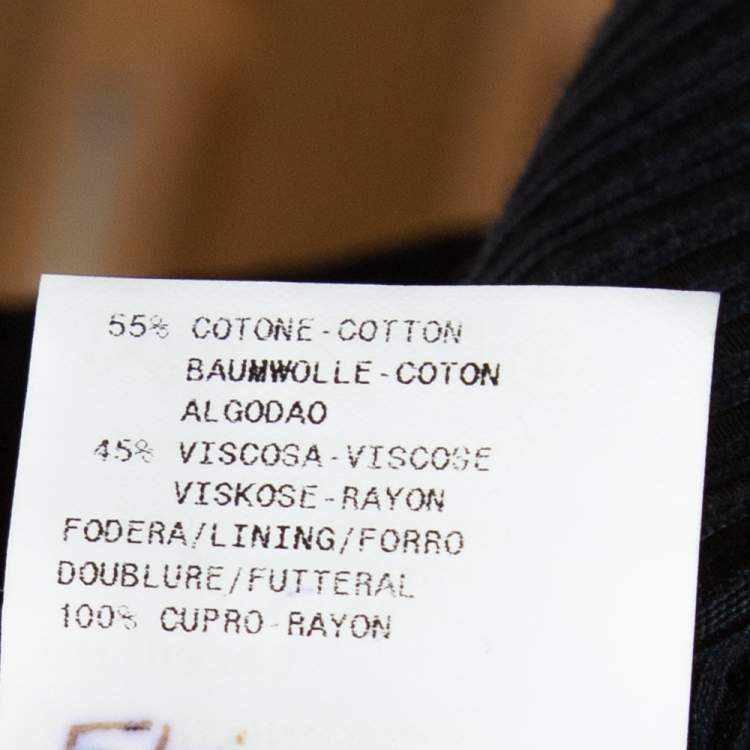 55% COTONE-COTTON
BAUMWOLLE-COTON
ALGODAO
45% VISCOSA-VISCOSE
VISKOSE-RAYON
FODERA/LINING/FORRO
DOUBLURE/FUTTERAL
100% CUPRO-RAYON